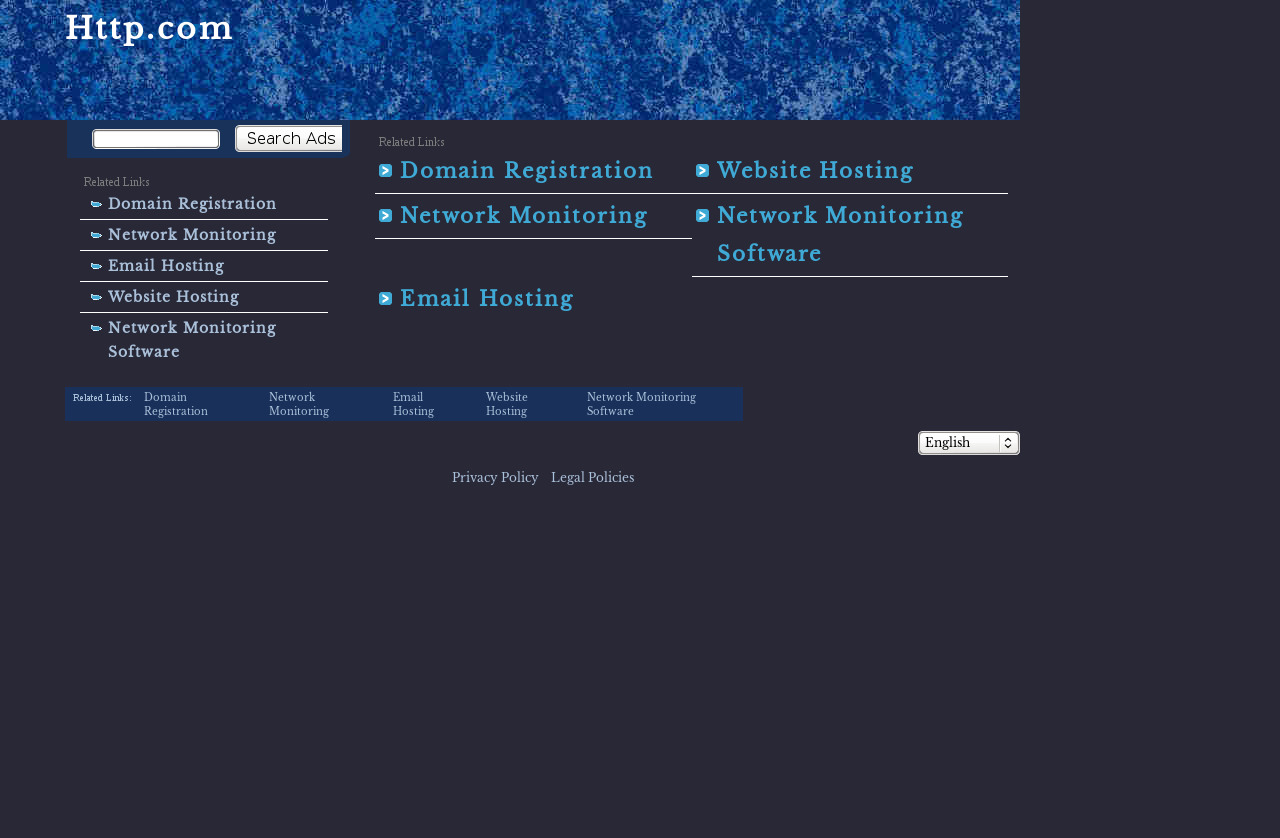 Http.com
Search Ads
Related Links
Domain Registration
Network Monitoring
Email Hosting
Website Hosting
Network Monitoring
Software
Related Links
Domain Registration
Website Hosting
Network Monitoring
Network Monitoring
Software
Email Hosting
Related Links:
Domain
Registration
Network
Monitoring
Email
Hosting
Website
Hosting
Network Monitoring
Software
English
Privacy Policy Legal Policies